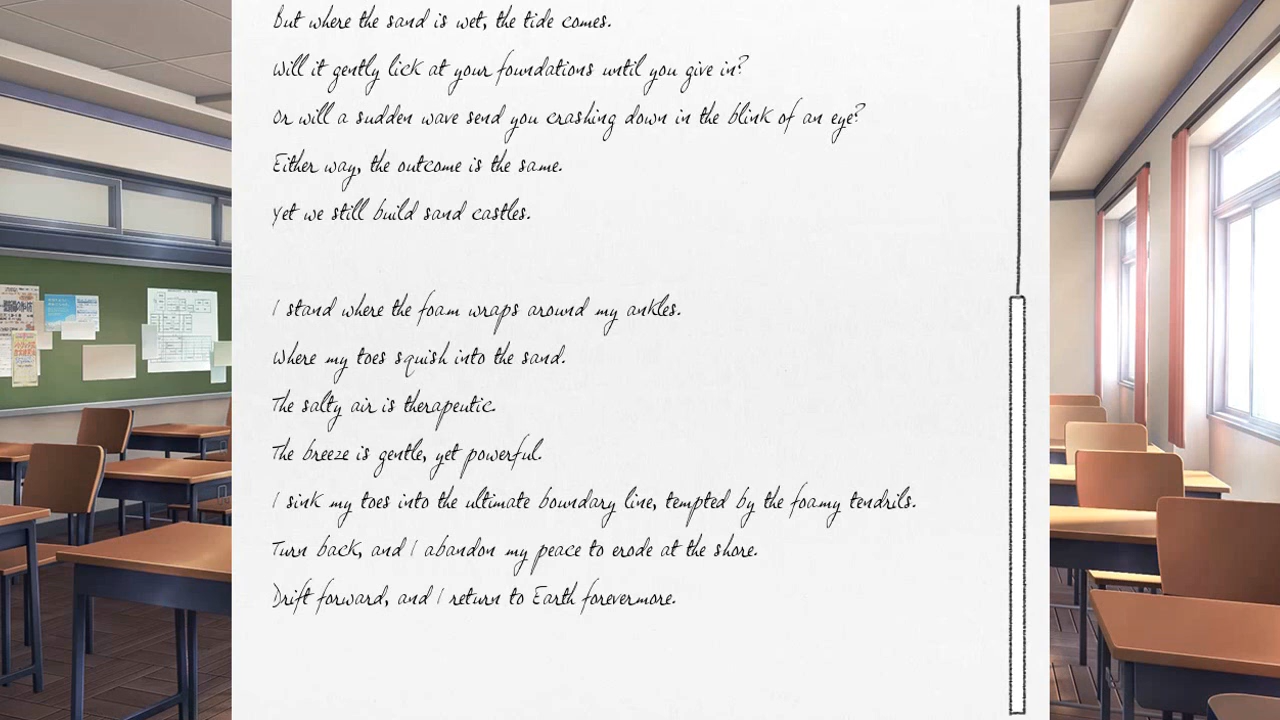 But where the sand is wet, the tide comes.
Will it gently lick at your foundations until you give in?
Or will a sudden wave send you crashing down in the blink of an eye?
Either way, the outcome is the same.
Yet we still build sand castles.
I stand where the foam wraps around my ankles.
Where my toes squish into the sand.
The salty air is therapeutic.
The breeze is gentle, yet powerful.
I sink my toes into the ultimate boundary line, tempted by the foamy tendrils.
Turn back, and I abandon my peace to erode at the shore.
Drift forward, and I return to Earth forevermore.